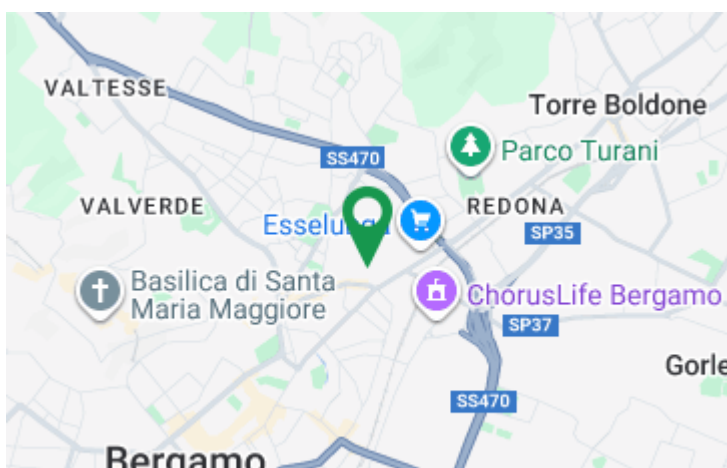 VALTESSE
Torre Boldone
SS470
Parco Turani
VALVERDE
REDONA
Esselunga
SP35
Basilica di Santa
Maria Maggiore
ChorusLife Bergamo
SP37
Gorle
SS470
Bergamo